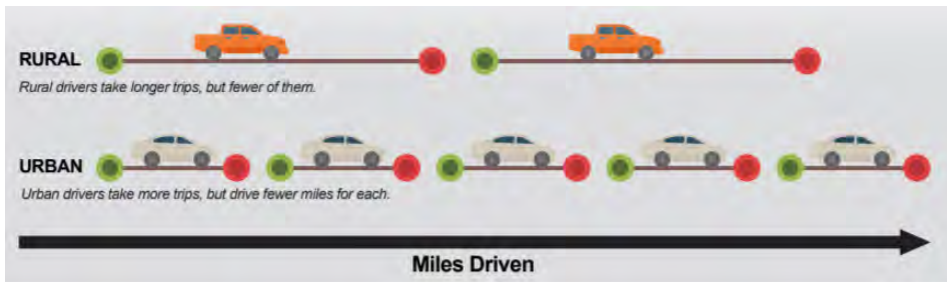 RURAL
Rural drivers take longer trips, but fewer of them.
URBAN
Urban drivers take more trips, but drive fewer miles for each.
Miles Driven